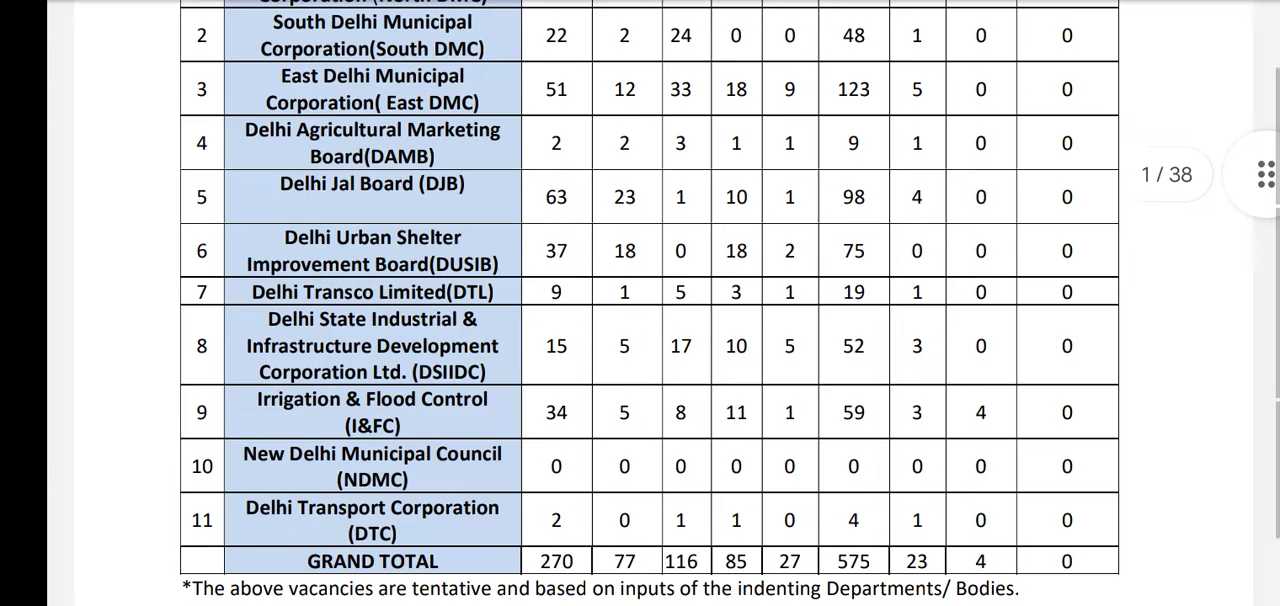 Corporation (North DMC)
2 South Delhi Municipal Corporation(South DMC) 22 2 24 0 0 48 1 0 0
3 East Delhi Municipal Corporation( East DMC) 51 12 33 18 9 123 5 0 0
4 Delhi Agricultural Marketing Board(DAMB) 2 2 3 1 1 9 1 0 0
5 Delhi Jal Board (DJB) 63 23 1 10 1 98 4 0 0
6 Delhi Urban Shelter Improvement Board(DUSIB) 37 18 0 18 2 75 0 0 0
7 Delhi Transco Limited(DTL) 9 1 5 3 1 19 1 0 0
8 Delhi State Industrial & Infrastructure Development Corporation Ltd. (DSIIDC) 15 5 17 10 5 52 3 0 0
9 Irrigation & Flood Control (I&FC) 34 5 8 11 1 59 3 4 0
10 New Delhi Municipal Council (NDMC) 0 0 0 0 0 0 0 0 0
11 Delhi Transport Corporation (DTC) 2 0 1 1 0 4 1 0 0
GRAND TOTAL 270 77 116 85 27 575 23 4 0
*The above vacancies are tentative and based on inputs of the indenting Departments/ Bodies.
1 / 38